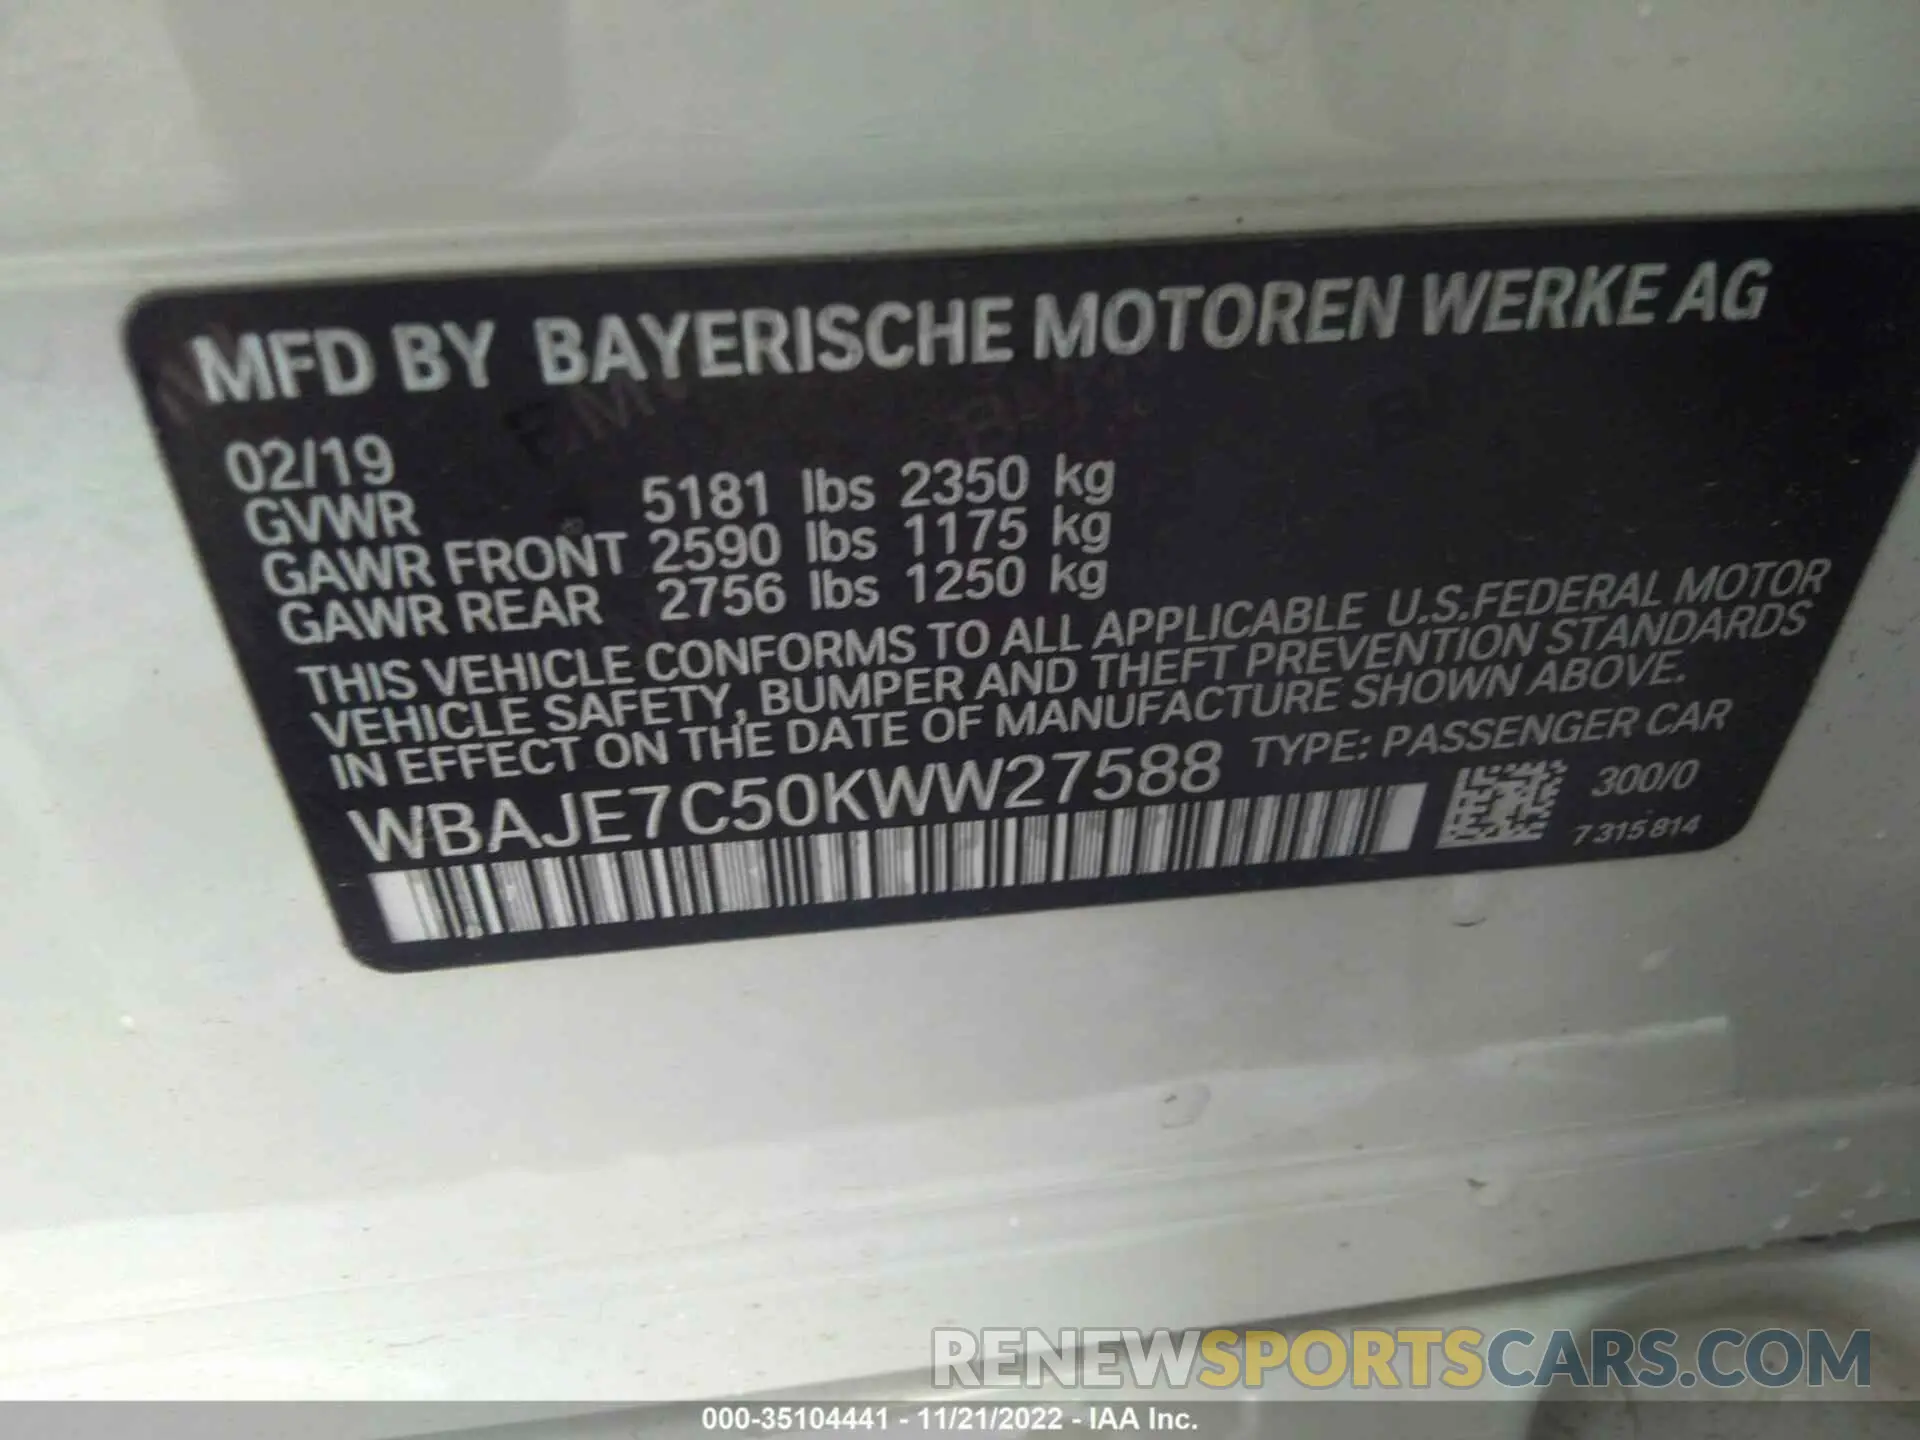 MFD BY BAYERISCHE MOTOREN WERKE AG
02/19
GVWR 5181 lbs 2350 kg
GAWR FRONT 2590 lbs 1175 kg
GAWR REAR 2756 lbs 1250 kg
THIS VEHICLE CONFORMS TO ALL APPLICABLE U.S.FEDERAL MOTOR
VEHICLE SAFETY, BUMPER AND THEFT PREVENTION STANDARDS
IN EFFECT ON THE DATE OF MANUFACTURE SHOWN ABOVE.
WBAJE7C50KWW27588 TYPE: PASSENGER CAR
300/0
7 315 814
RENEWSPORTSCARS.COM
000-35104441 - 11/21/2022 - IAA Inc.